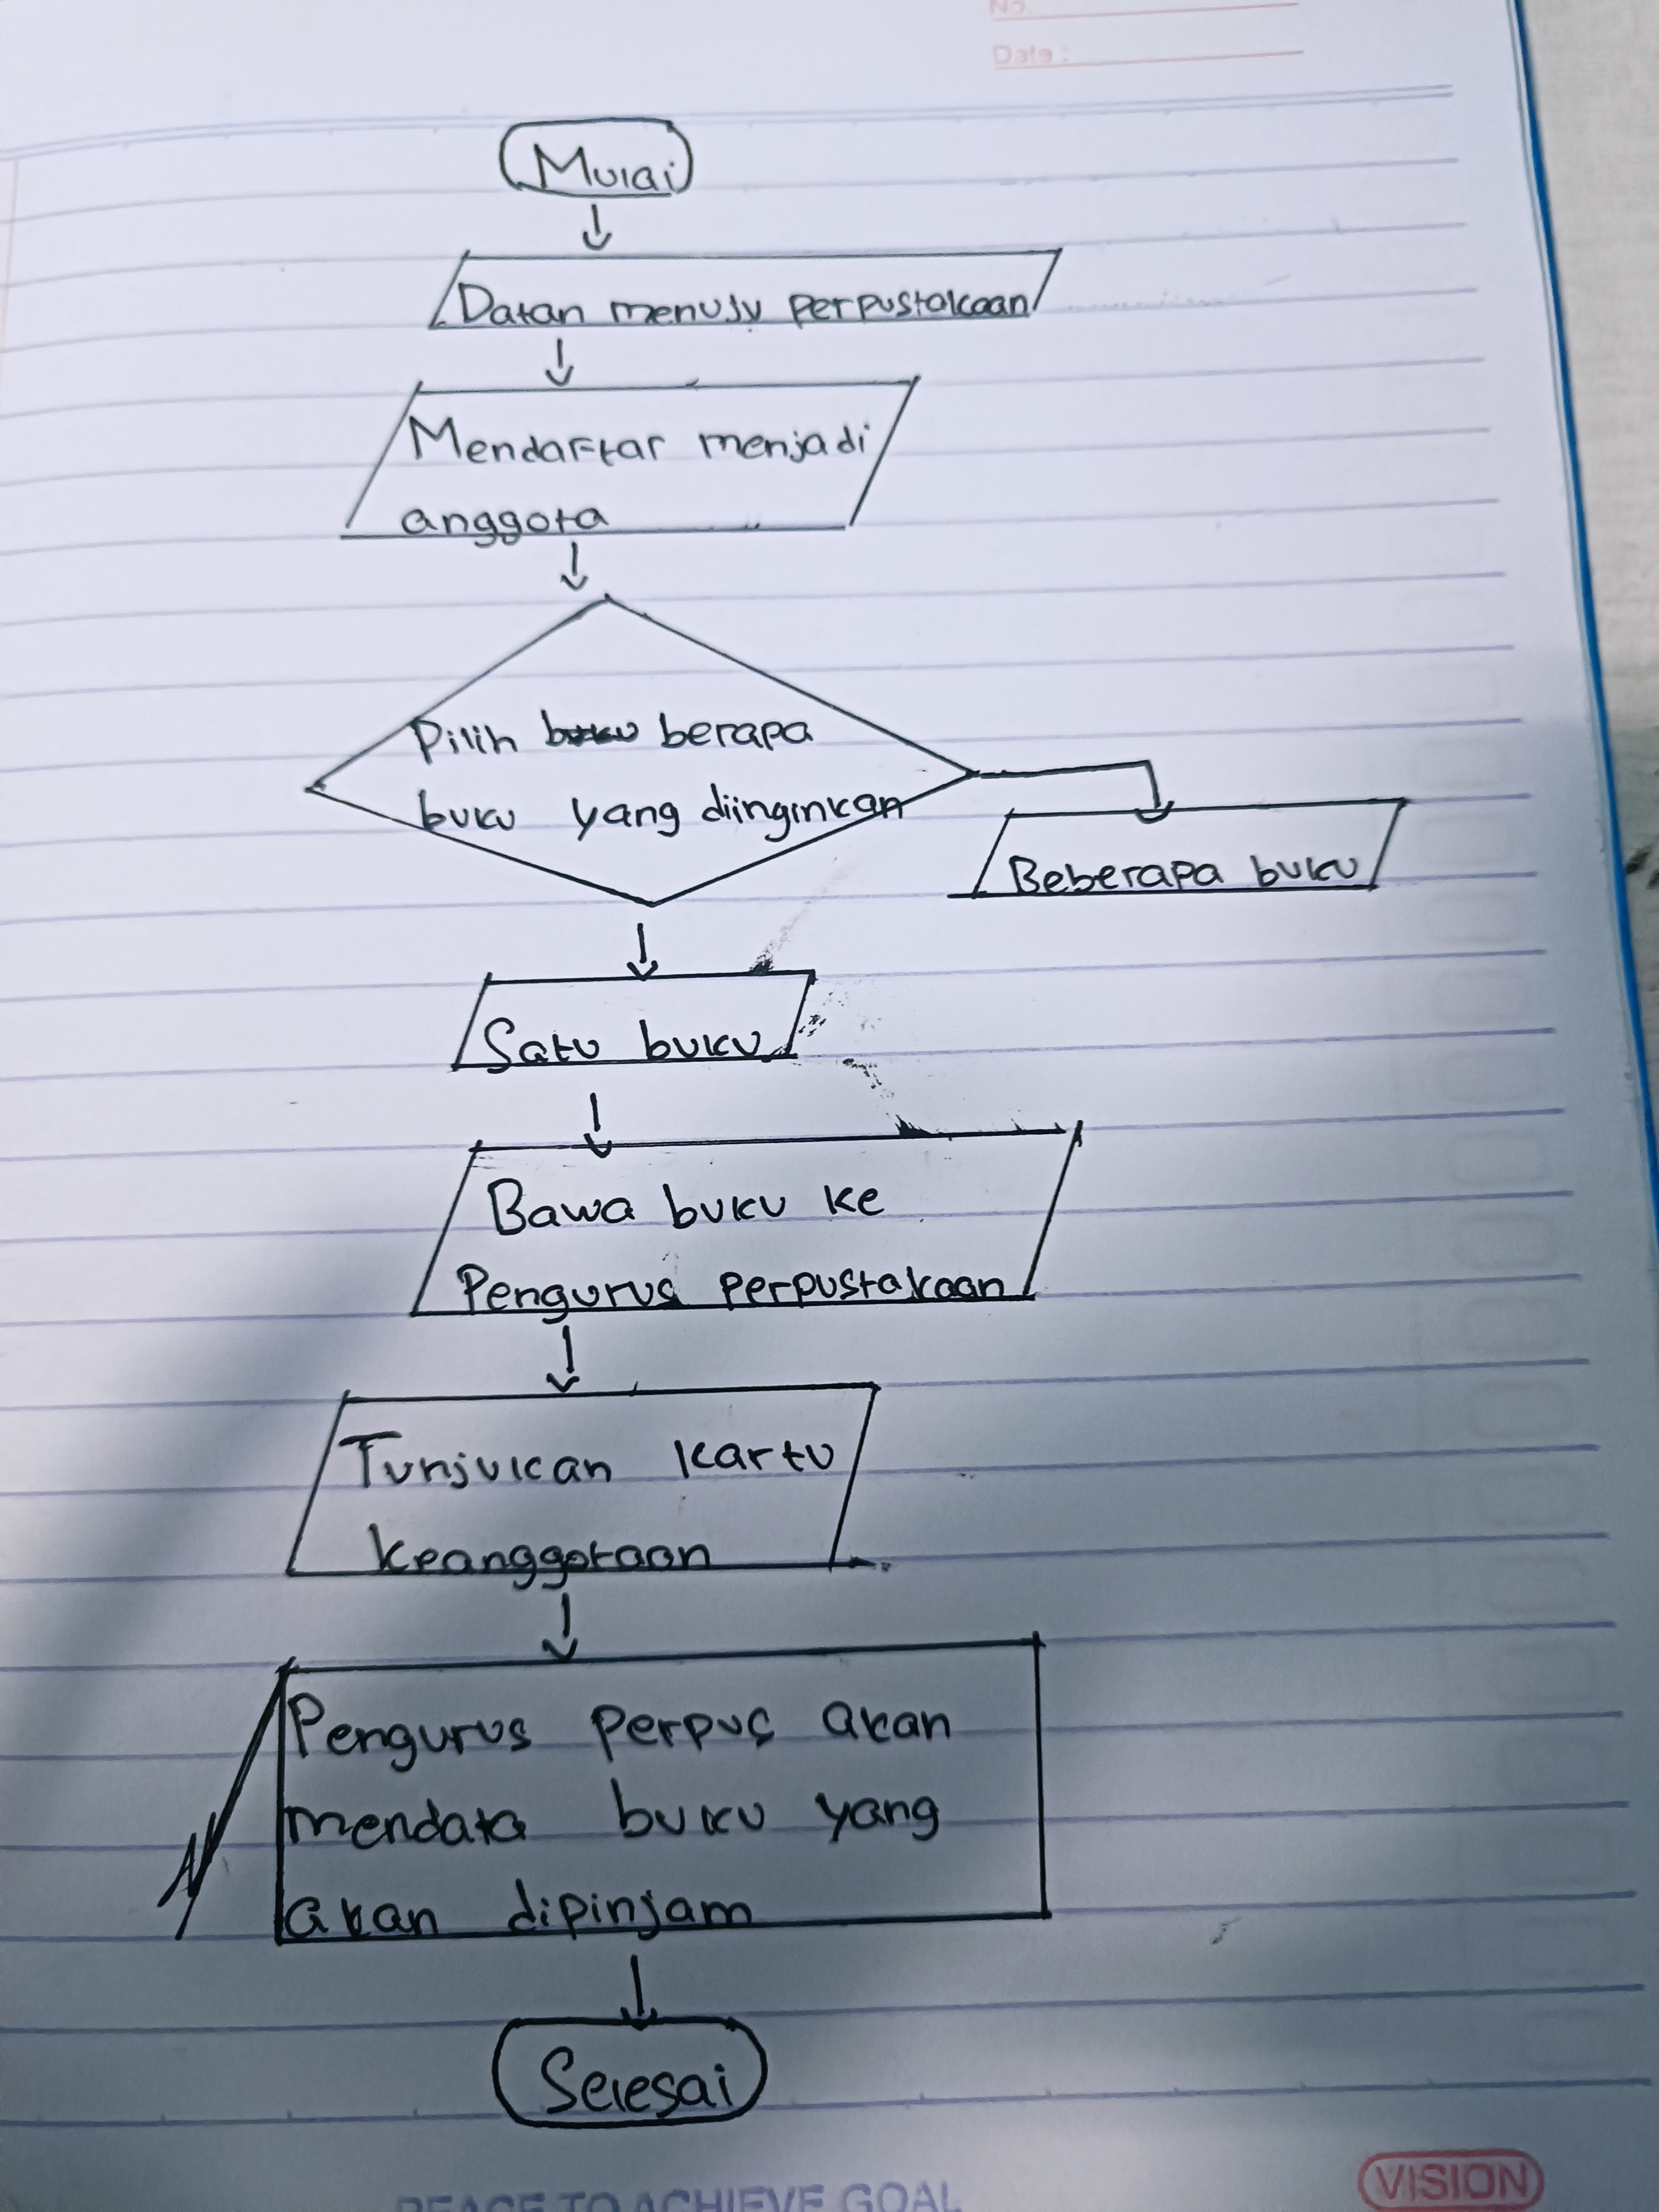 No.
Date :
Mulai
Datan menuju perpustakaan
Mendaftar menjadi
anggota
Pilih buku berapa
buku yang diinginkan
Beberapa buku
Satu buku
Bawa buku ke
Pengurus perpustakaan
Tunjukan kartu
keanggotaan
Pengurus perpus akan
mendata buku yang
akan dipinjam
Selesai
VISION
PEACE TO ACHIEVE GOAL